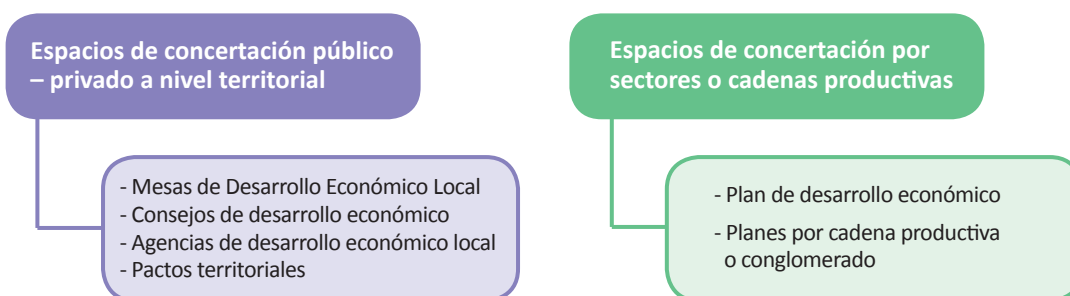 Espacios de concertación público
– privado a nivel territorial
- Mesas de Desarrollo Económico Local
- Consejos de desarrollo económico
- Agencias de desarrollo económico local
- Pactos territoriales
Espacios de concertación por
sectores o cadenas productivas
- Plan de desarrollo económico
- Planes por cadena productiva
o conglomerado